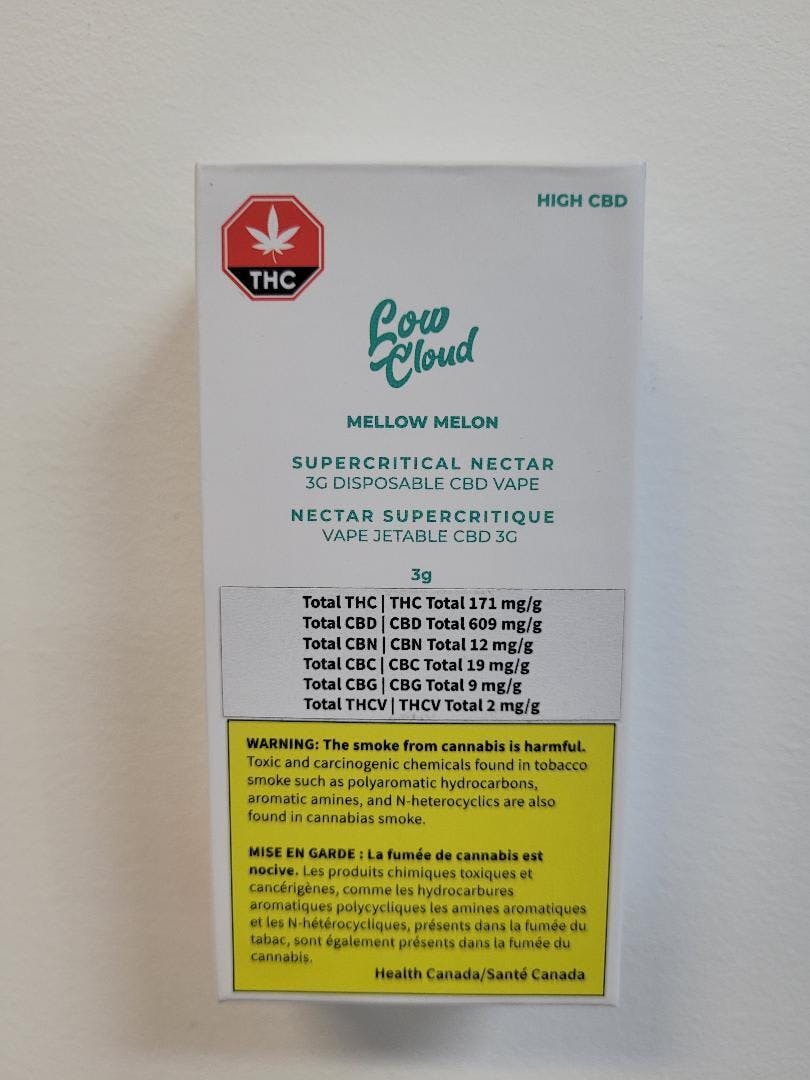 HIGH CBD
THC
Low
Cloud
MELLOW MELON
SUPERCRITICAL NECTAR
3G DISPOSABLE CBD VAPE
NECTAR SUPERCRITIQUE
VAPE JETABLE CBD 3G
3g
Total THC | THC Total 171 mg/g
Total CBD | CBD Total 609 mg/g
Total CBN | CBN Total 12 mg/g
Total CBC | CBC Total 19 mg/g
Total CBG | CBG Total 9 mg/g
Total THCV | THCV Total 2 mg/g
WARNING: The smoke from cannabis is harmful.
Toxic and carcinogenic chemicals found in tobacco
smoke such as polyaromatic hydrocarbons,
aromatic amines, and N-heterocyclics are also
found in cannabias smoke.
MISE EN GARDE : La fumée de cannabis est
nocive. Les produits chimiques toxiques et
cancérigènes, comme les hydrocarbures
aromatiques polycycliques les amines aromatiques
et les N-hétérocycliques, présents dans la fumée du
tabac, sont également présents dans la fumée du
cannabis.
Health Canada/Santé Canada